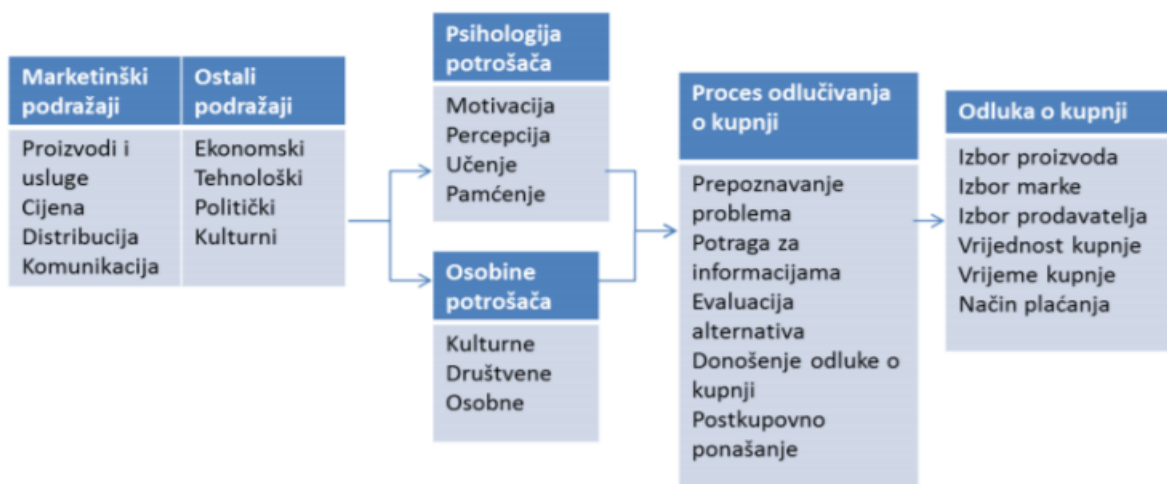 Marketinški
podražaji
Proizvodi i
usluge
Cijena
Distribucija
Komunikacija
Ostali
podražaji
Ekonomski
Tehnološki
Politički
Kulturni
Psihologija
potrošača
Motivacija
Percepcija
Učenje
Pamćenje
Osobine
potrošača
Kulturne
Društvene
Osobne
Proces odlučivanja
o kupnji
Prepoznavanje
problema
Potraga za
informacijama
Evaluacija
alternativa
Donošenje odluke o
kupnji
Postkupovno
ponašanje
Odluka o kupnji
Izbor proizvoda
Izbor marke
Izbor prodavatelja
Vrijednost kupnje
Vrijeme kupnje
Način plaćanja